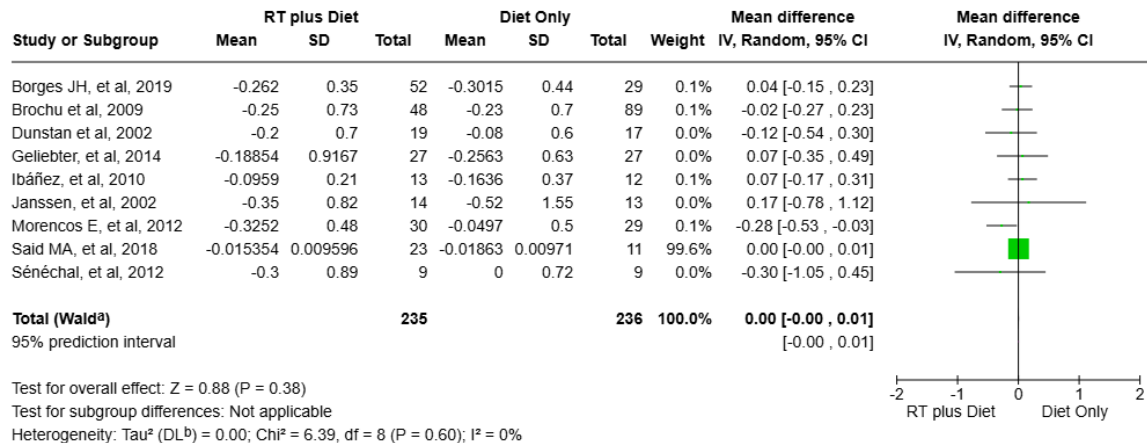 RT plus Diet Diet Only Mean difference Mean difference
Study or Subgroup Mean SD Total Mean SD Total Weight IV, Random, 95% CI IV, Random, 95% CI
Borges JH, et al, 2019 -0.262 0.35 52 -0.3015 0.44 29 0.1% 0.04 [-0.15 , 0.23]
Brochu et al, 2009 -0.25 0.73 48 -0.23 0.7 89 0.1% -0.02 [-0.27 , 0.23]
Dunstan et al, 2002 -0.2 0.7 19 -0.08 0.6 17 0.0% -0.12 [-0.54 , 0.30]
Geliebter, et al, 2014 -0.18854 0.9167 27 -0.2563 0.63 27 0.0% 0.07 [-0.35 , 0.49]
Ibáñez, et al, 2010 -0.0959 0.21 13 -0.1636 0.37 12 0.1% 0.07 [-0.17 , 0.31]
Janssen, et al, 2002 -0.35 0.82 14 -0.52 1.55 13 0.0% 0.17 [-0.78 , 1.12]
Morencos E, et al, 2012 -0.3252 0.48 30 -0.0497 0.5 29 0.1% -0.28 [-0.53 , -0.03]
Said MA, et al, 2018 -0.015354 0.009596 23 -0.01863 0.00971 11 99.6% 0.00 [-0.00 , 0.01]
Sénéchal, et al, 2012 -0.3 0.89 9 0 0.72 9 0.0% -0.30 [-1.05 , 0.45]
Total (Waldª) 235 236 100.0% 0.00 [-0.00 , 0.01]
95% prediction interval [-0.00 , 0.01]
Test for overall effect: Z = 0.88 (P = 0.38)
Test for subgroup differences: Not applicable
Heterogeneity: Tau² (DLᵇ) = 0.00; Chi² = 6.39, df = 8 (P = 0.60); I² = 0%
-2 -1 0 1 2
RT plus Diet Diet Only